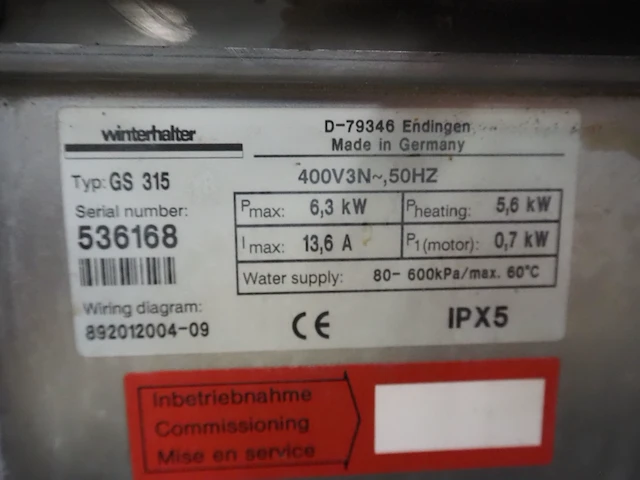 winterhalter
D-79346 Endingen
Made in Germany
Typ: GS 315
400V3N~,50HZ
Serial number:
536168
Pmax: 6,3 kW
Pheating: 5,6 kW
Imax: 13,6 A
P1(motor): 0,7 kW
Water supply: 80- 600kPa/max. 60°C
Wiring diagram:
892012004-09
CE
IPX5
Inbetriebnahme
Commissioning
Mise en service